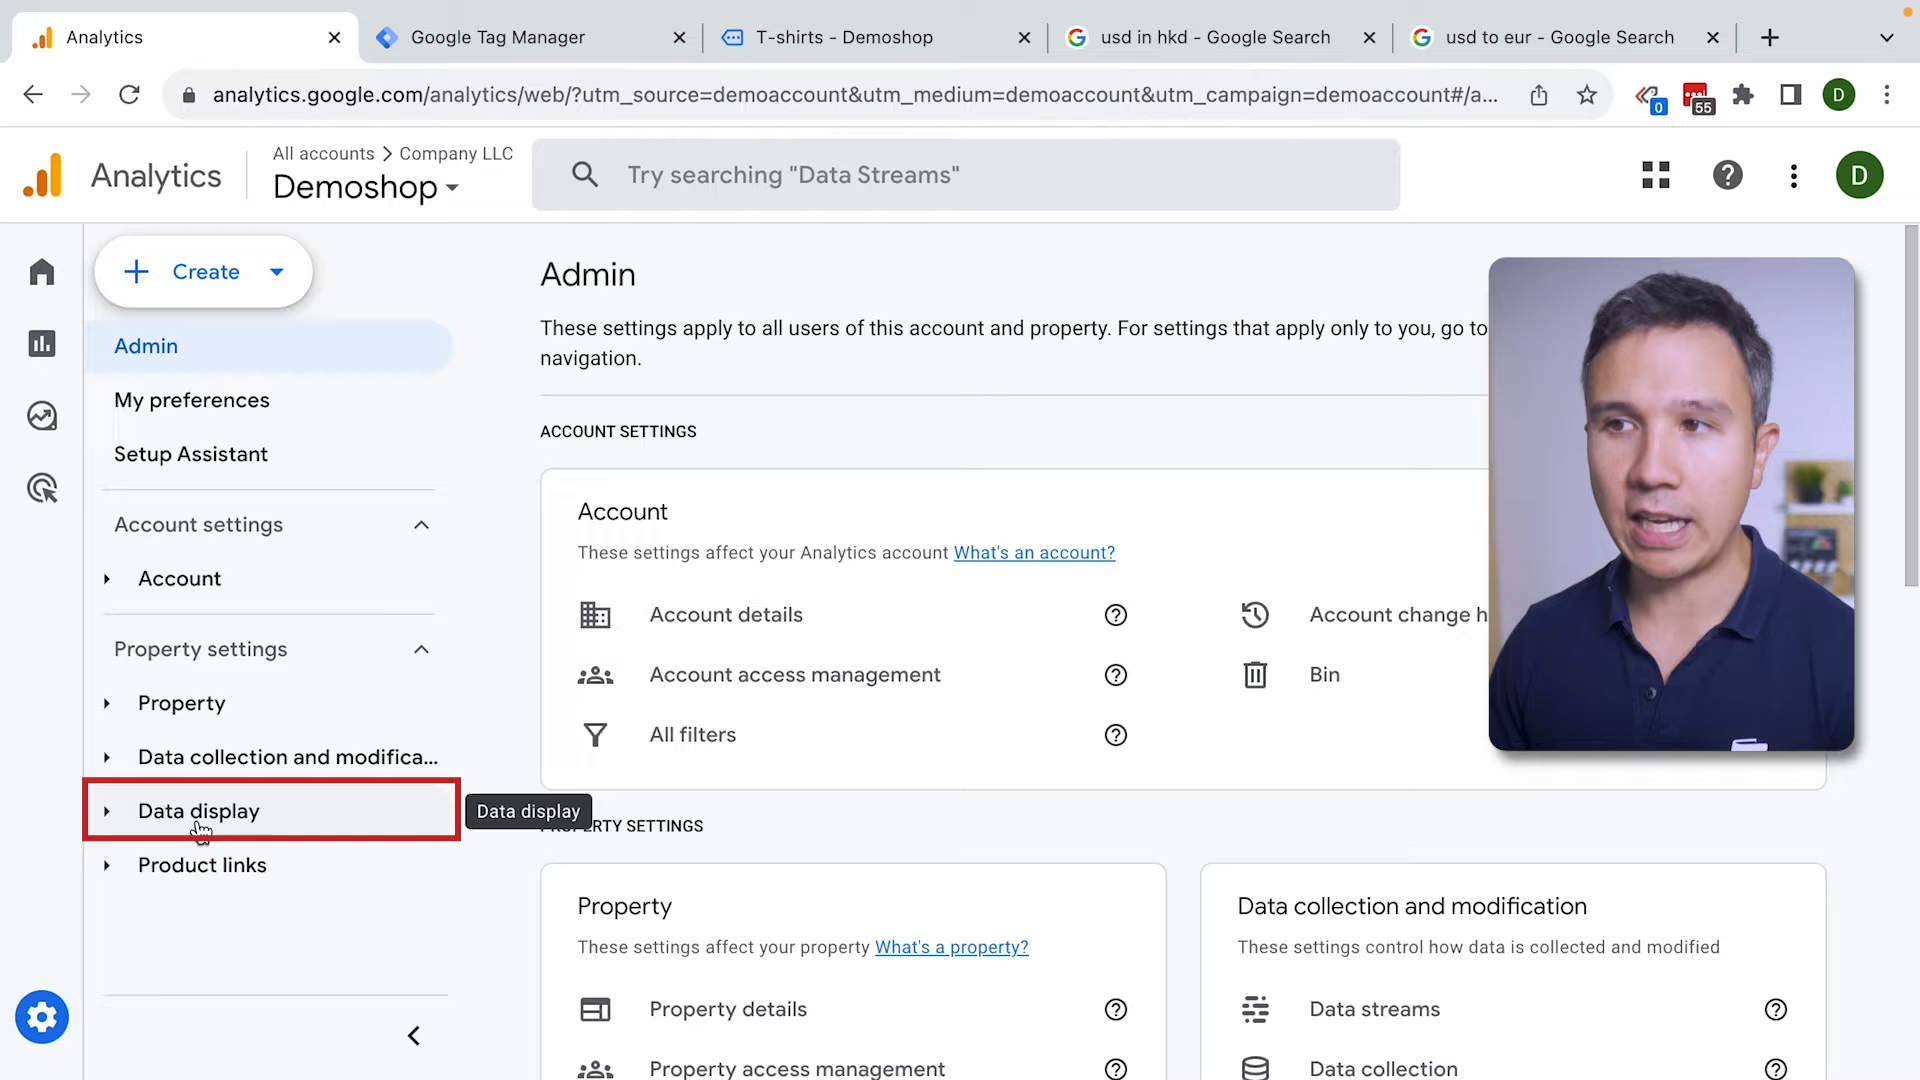 Analytics
Google Tag Manager
T-shirts - Demoshop
usd in hkd - Google Search
usd to eur - Google Search
analytics.google.com/analytics/web/?utm_source=demoaccount&utm_medium=demoaccount&utm_campaign=demoaccount#/a...
0
55
D
Analytics
All accounts > Company LLC
Demoshop
Try searching "Data Streams"
D
Create
Admin
My preferences
Setup Assistant
Account settings
Account
Property settings
Property
Data collection and modifica...
Data display
Data display
Product links
Admin
These settings apply to all users of this account and property. For settings that apply only to you, go to
navigation.
ACCOUNT SETTINGS
Account
These settings affect your Analytics account What's an account?
Account details
Account change h
Account access management
Bin
All filters
RTY SETTINGS
Property
These settings affect your property What's a property?
Property details
Property access management
Data collection and modification
These settings control how data is collected and modified
Data streams
Data collection